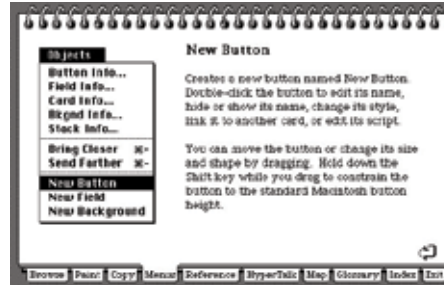 Objects
Button Info...
Field Info...
Card Info...
Bkgnd Info...
Stack Info...
Bring Closer ⌘-
Send Farther ⌘-
New Button
New Field
New Background
New Button
Creates a new button named New Button.
Double-click the button to edit its name,
hide or show its name, change its style,
link it to another card, or edit its script.
You can move the button or change its size
and shape by dragging. Hold down the
Shift key while you drag to constrain the
button to the standard Macintosh button
height.
Browse Paint Copy Menus Reference HyperTalk Map Glossary Index Exit